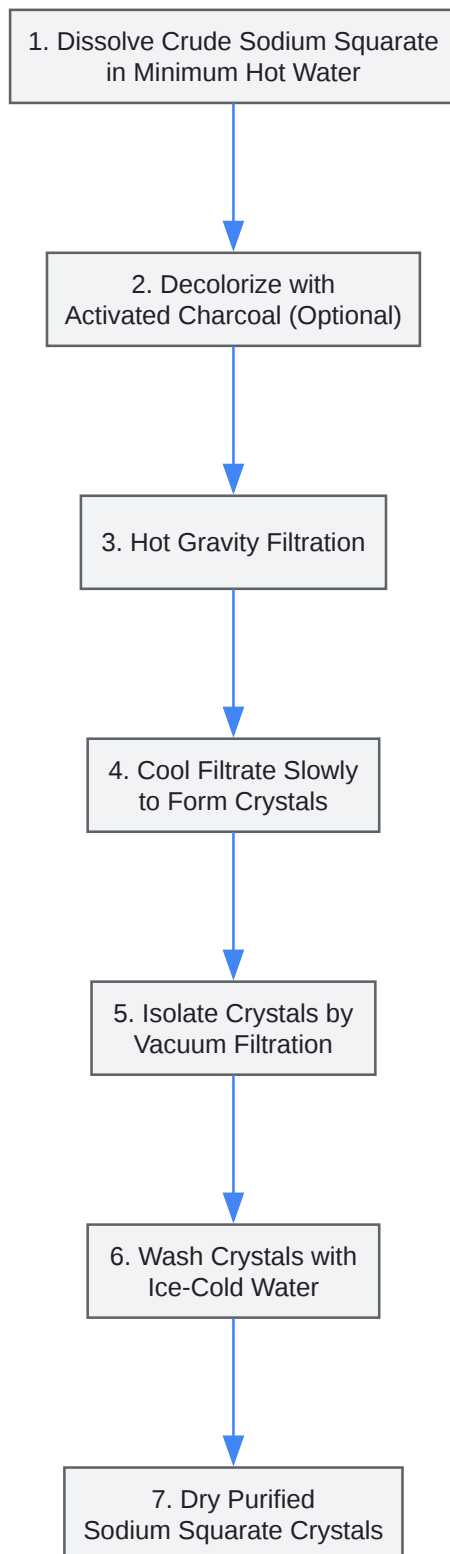 1. Dissolve Crude Sodium Squarate
in Minimum Hot Water
2. Decolorize with
Activated Charcoal (Optional)
3. Hot Gravity Filtration
4. Cool Filtrate Slowly
to Form Crystals
5. Isolate Crystals by
Vacuum Filtration
6. Wash Crystals with
Ice-Cold Water
7. Dry Purified
Sodium Squarate Crystals